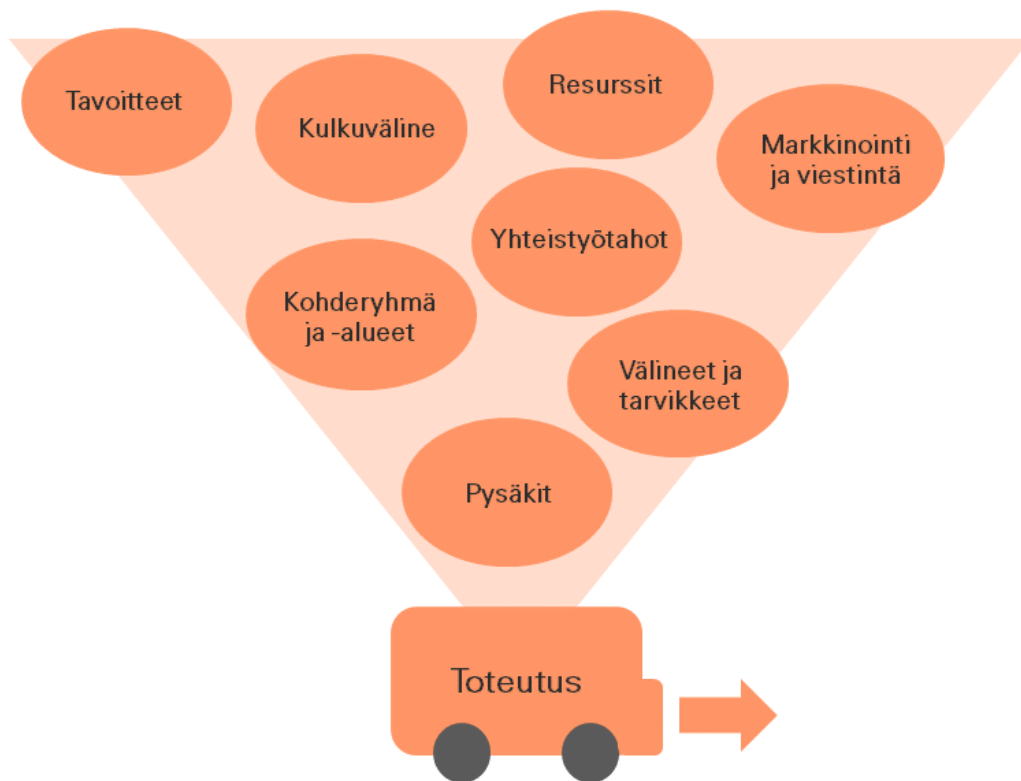 Tavoitteet
Kulkuväline
Resurssit
Markkinointi
ja viestintä
Yhteistyötahot
Kohderyhmä
ja -alueet
Välineet ja
tarvikkeet
Pysäkit
Toteutus